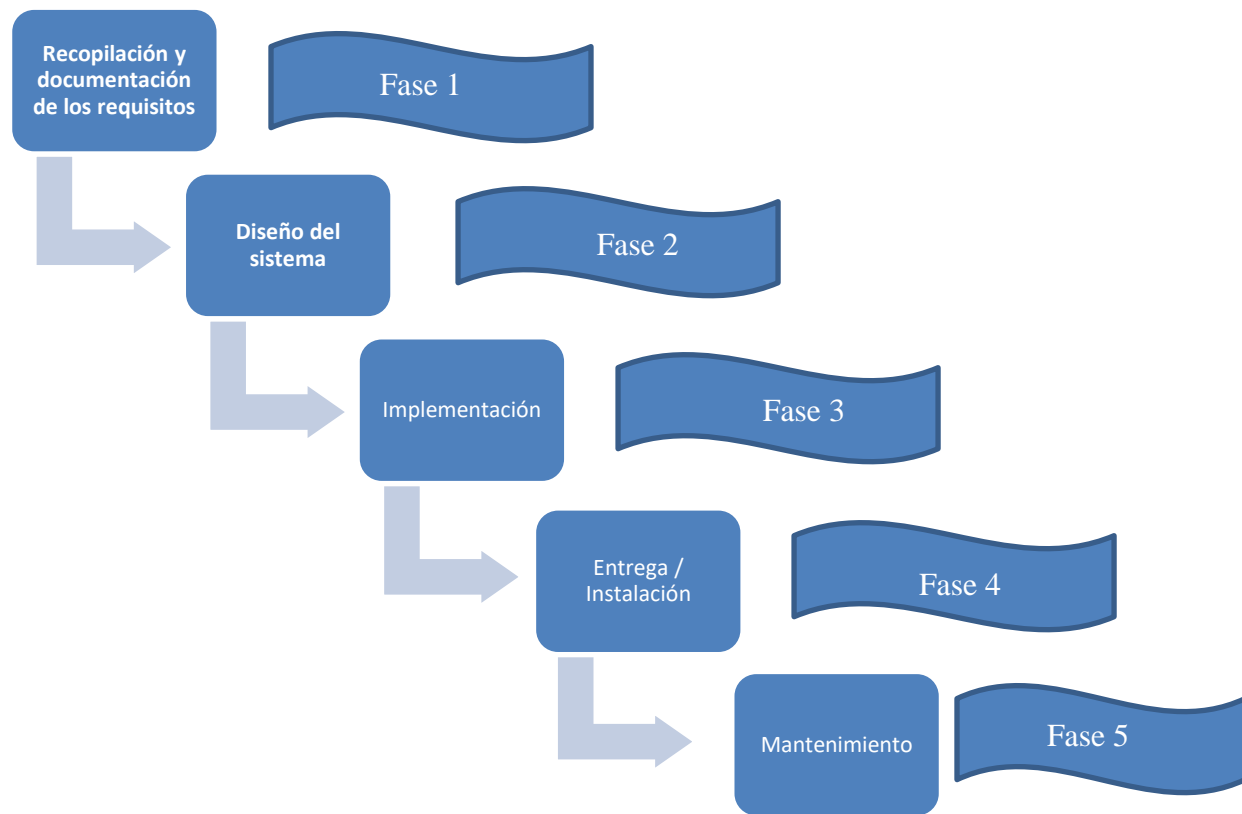 Recopilación y
documentación
de los requisitos
Fase 1
Diseño del
sistema
Fase 2
Implementación
Fase 3
Entrega /
Instalación
Fase 4
Mantenimiento
Fase 5